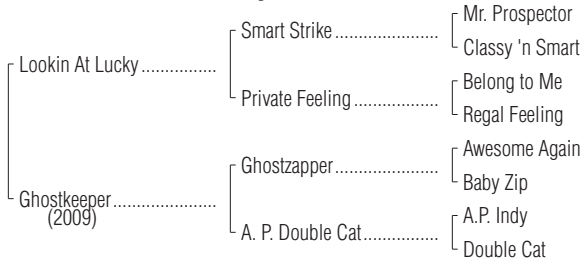 Mr. Prospector
Smart Strike ....................
Classy 'n Smart
Lookin At Lucky ................
Belong to Me
Private Feeling .................
Regal Feeling
Awesome Again
Ghostzapper ....................
Baby Zip
Ghostkeeper ....................
(2009)
A.P. Indy
A. P. Double Cat ...............
Double Cat